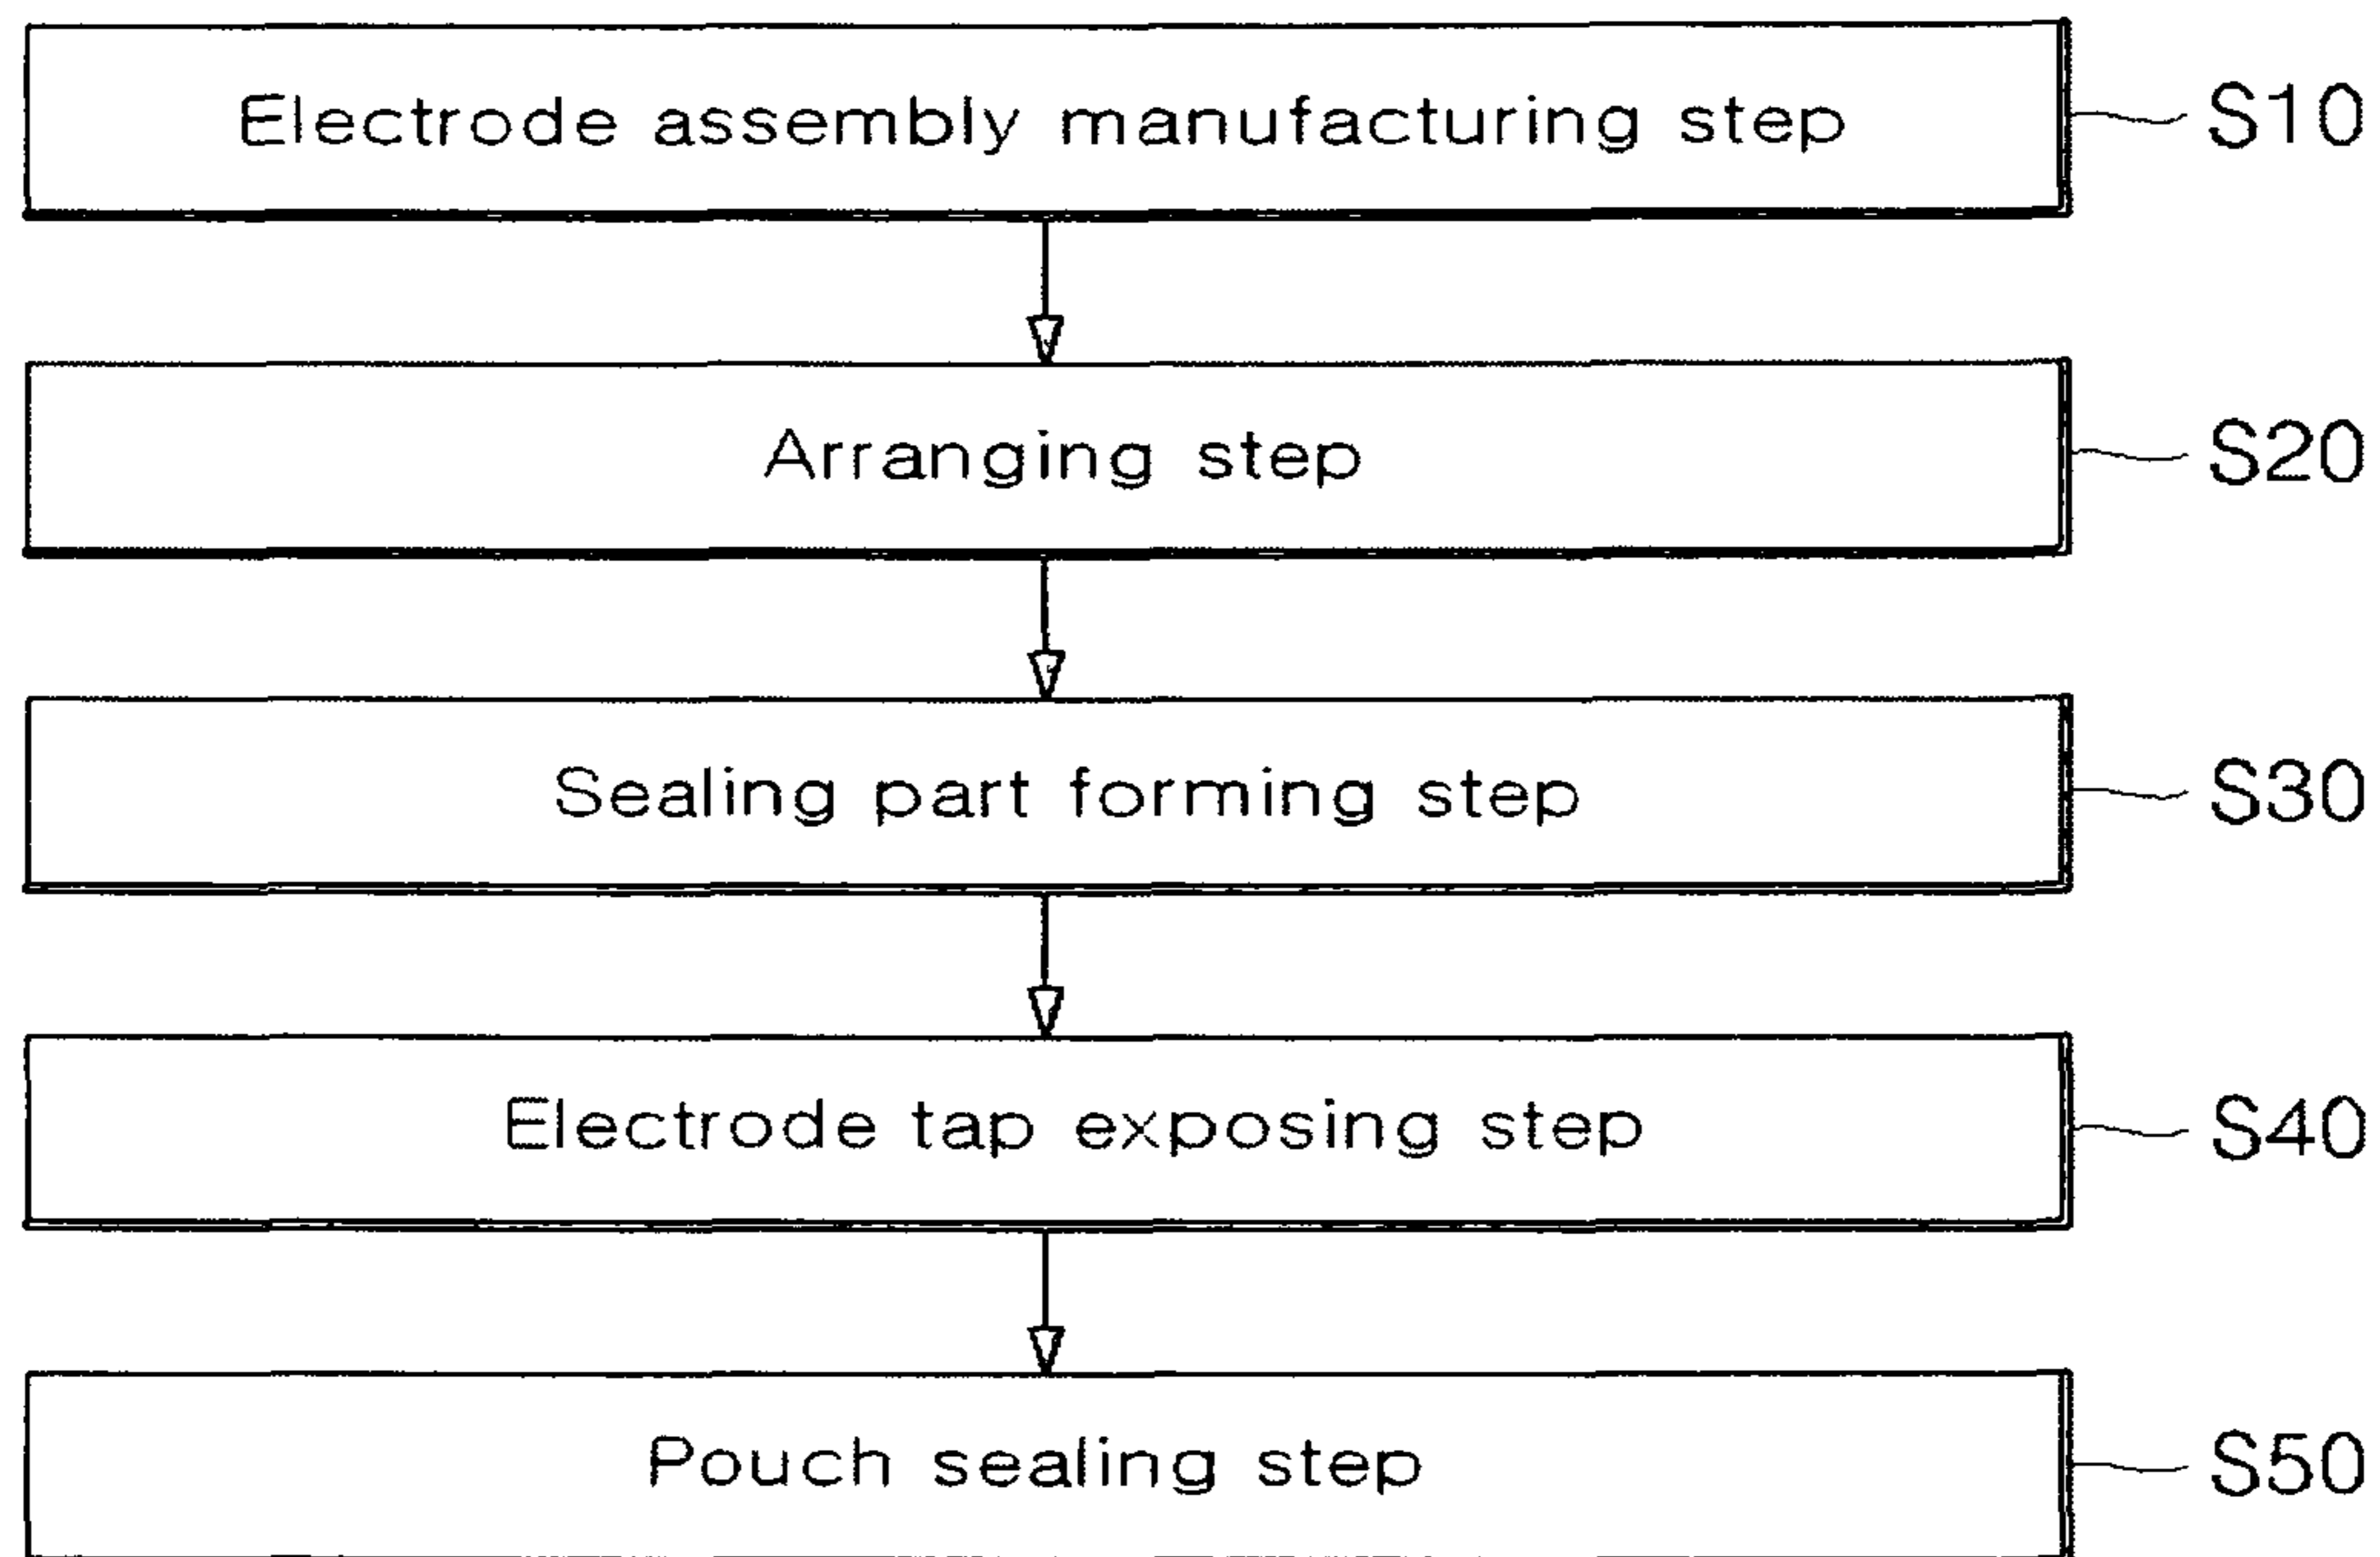 Electrode assembly manufacturing step S10
Arranging step S20
Sealing part forming step S30
Electrode tap exposing step S40
Pouch sealing step S50